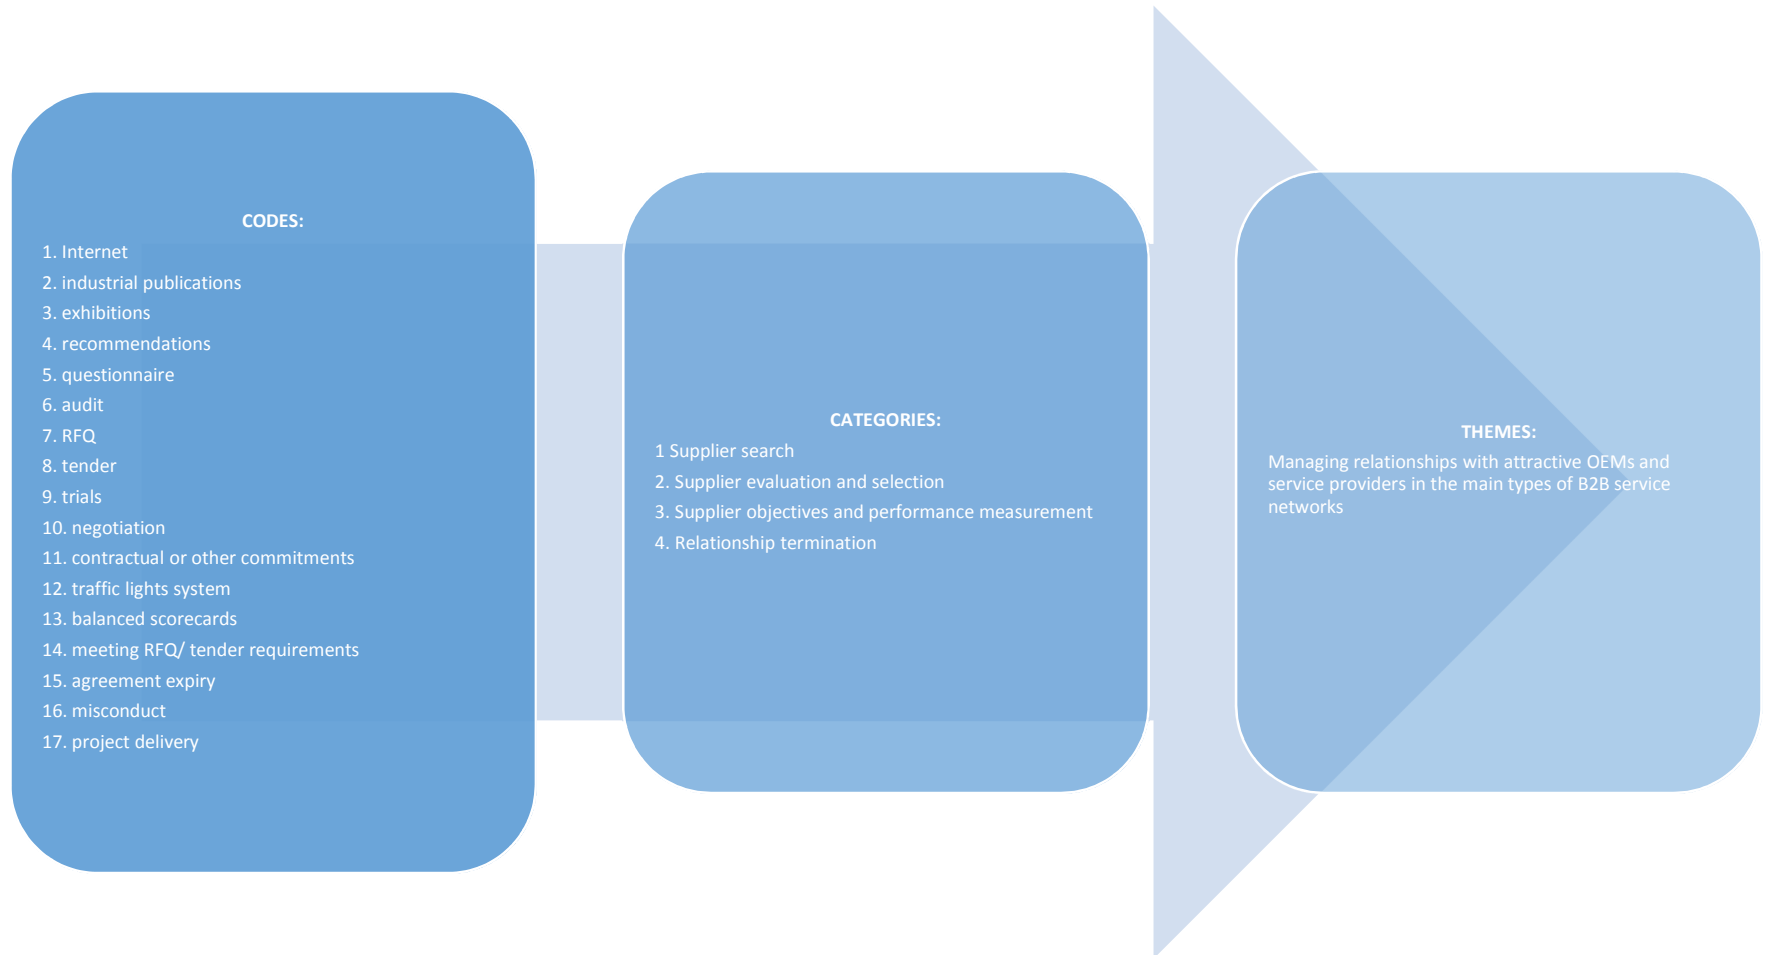 CODES:
1. Internet
2. industrial publications
3. exhibitions
4. recommendations
5. questionnaire
6. audit
7. RFQ
8. tender
9. trials
10. negotiation
11. contractual or other commitments
12. traffic lights system
13. balanced scorecards
14. meeting RFQ/ tender requirements
15. agreement expiry
16. misconduct
17. project delivery
CATEGORIES:
1 Supplier search
2. Supplier evaluation and selection
3. Supplier objectives and performance measurement
4. Relationship termination
THEMES:
Managing relationships with attractive OEMs and
service providers in the main types of B2B service
networks